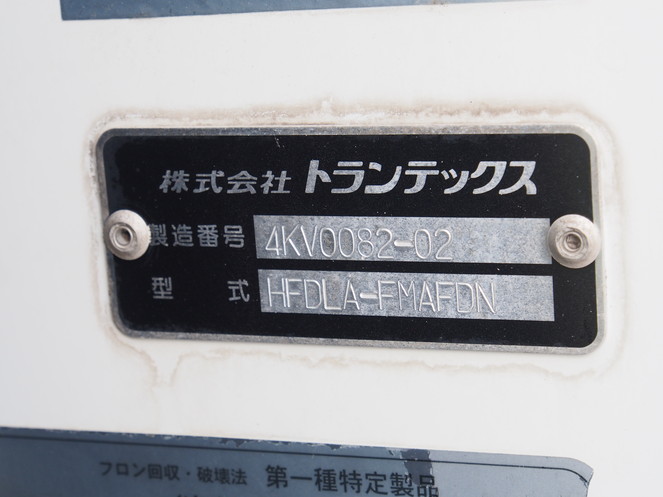 株式会社 トランテックス
製造番号 4KV0082-02
型式 HFDLA-FMAFDN
フロン回収・破壊法 第一種特定製品